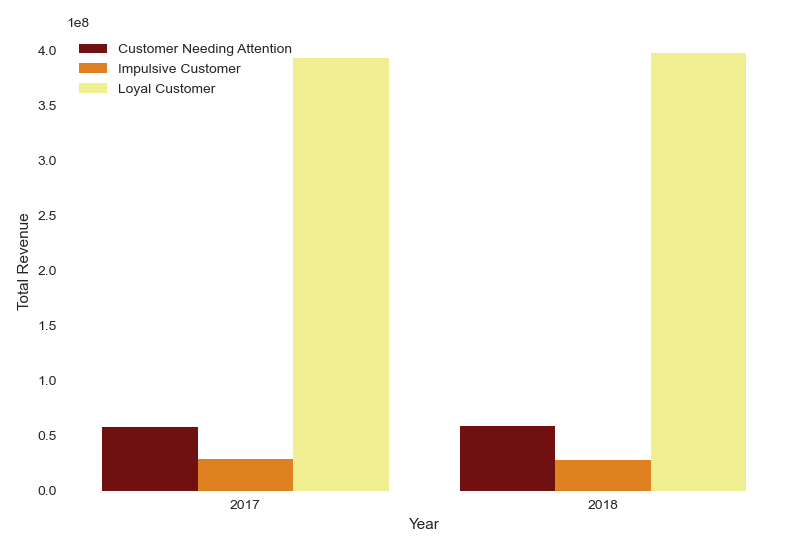 1e8
Customer Needing Attention
Impulsive Customer
Loyal Customer
4.0
3.5
3.0
2.5
2.0
1.5
1.0
0.5
0.0
Total Revenue
2017
2018
Year